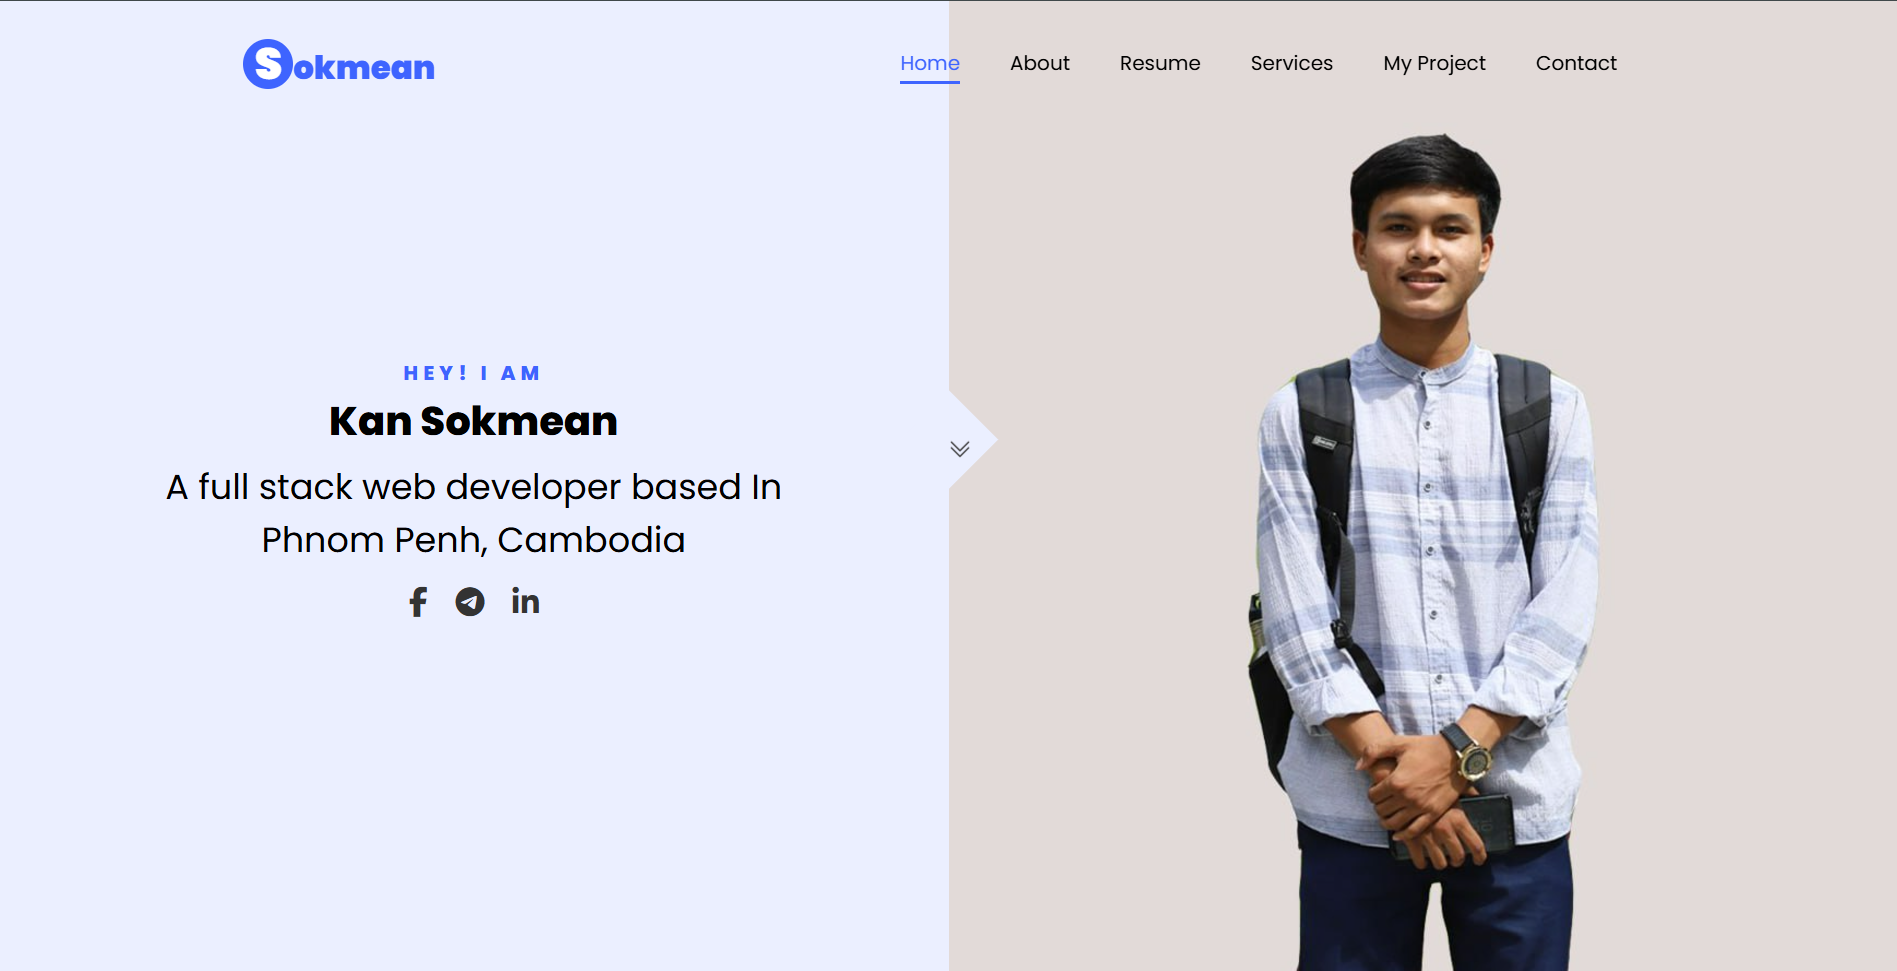 Sokmean
Home About Resume Services My Project Contact
HEY! I AM
Kan Sokmean
A full stack web developer based In
Phnom Penh, Cambodia